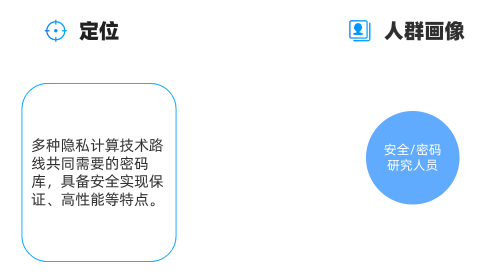 定位
人群画像
多种隐私计算技术路
线共同需要的密码
库，具备安全实现保
证、高性能等特点。
安全/密码
研究人员